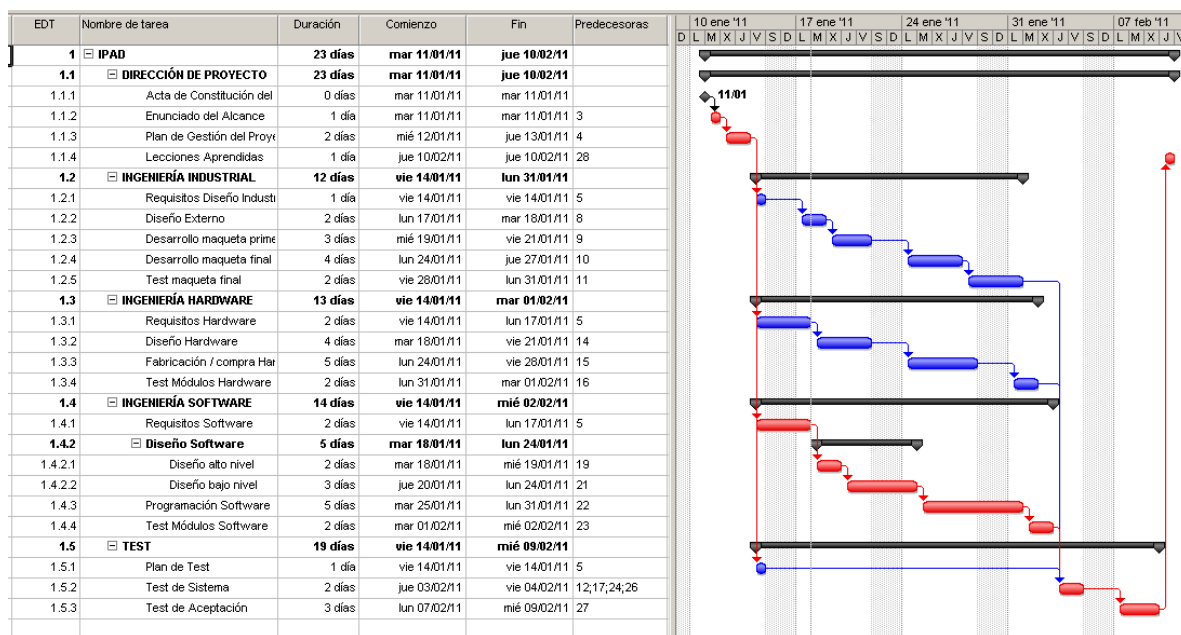 EDT Nombre de tarea Duración Comienzo Fin Predecesoras 10 ene '11 17 ene '11 24 ene '11 31 ene '11 07 feb '11
D L M X J V S D L M X J V S D L M X J V S D L M X J V S D L M X J V
1 IPAD 23 días mar 11/01/11 jue 10/02/11
1.1 DIRECCIÓN DE PROYECTO 23 días mar 11/01/11 jue 10/02/11
1.1.1 Acta de Constitución del 0 días mar 11/01/11 mar 11/01/11 11/01
1.1.2 Enunciado del Alcance 1 día mar 11/01/11 mar 11/01/11 3
1.1.3 Plan de Gestión del Proye 2 días mié 12/01/11 jue 13/01/11 4
1.1.4 Lecciones Aprendidas 1 día jue 10/02/11 jue 10/02/11 28
1.2 INGENIERÍA INDUSTRIAL 12 días vie 14/01/11 lun 31/01/11
1.2.1 Requisitos Diseño Industi 1 día vie 14/01/11 vie 14/01/11 5
1.2.2 Diseño Externo 2 días lun 17/01/11 mar 18/01/11 8
1.2.3 Desarrollo maqueta prime 3 días mié 19/01/11 vie 21/01/11 9
1.2.4 Desarrollo maqueta final 4 días lun 24/01/11 jue 27/01/11 10
1.2.5 Test maqueta final 2 días vie 28/01/11 lun 31/01/11 11
1.3 INGENIERÍA HARDWARE 13 días vie 14/01/11 mar 01/02/11
1.3.1 Requisitos Hardware 2 días vie 14/01/11 lun 17/01/11 5
1.3.2 Diseño Hardware 4 días mar 18/01/11 vie 21/01/11 14
1.3.3 Fabricación / compra Har 5 días lun 24/01/11 vie 28/01/11 15
1.3.4 Test Módulos Hardware 2 días lun 31/01/11 mar 01/02/11 16
1.4 INGENIERÍA SOFTWARE 14 días vie 14/01/11 mié 02/02/11
1.4.1 Requisitos Software 2 días vie 14/01/11 lun 17/01/11 5
1.4.2 Diseño Software 5 días mar 18/01/11 lun 24/01/11
1.4.2.1 Diseño alto nivel 2 días mar 18/01/11 mié 19/01/11 19
1.4.2.2 Diseño bajo nivel 3 días jue 20/01/11 lun 24/01/11 21
1.4.3 Programación Software 5 días mar 25/01/11 lun 31/01/11 22
1.4.4 Test Módulos Software 2 días mar 01/02/11 mié 02/02/11 23
1.5 TEST 19 días vie 14/01/11 mié 09/02/11
1.5.1 Plan de Test 1 día vie 14/01/11 vie 14/01/11 5
1.5.2 Test de Sistema 2 días jue 03/02/11 vie 04/02/11 12;17;24;26
1.5.3 Test de Aceptación 3 días lun 07/02/11 mié 09/02/11 27